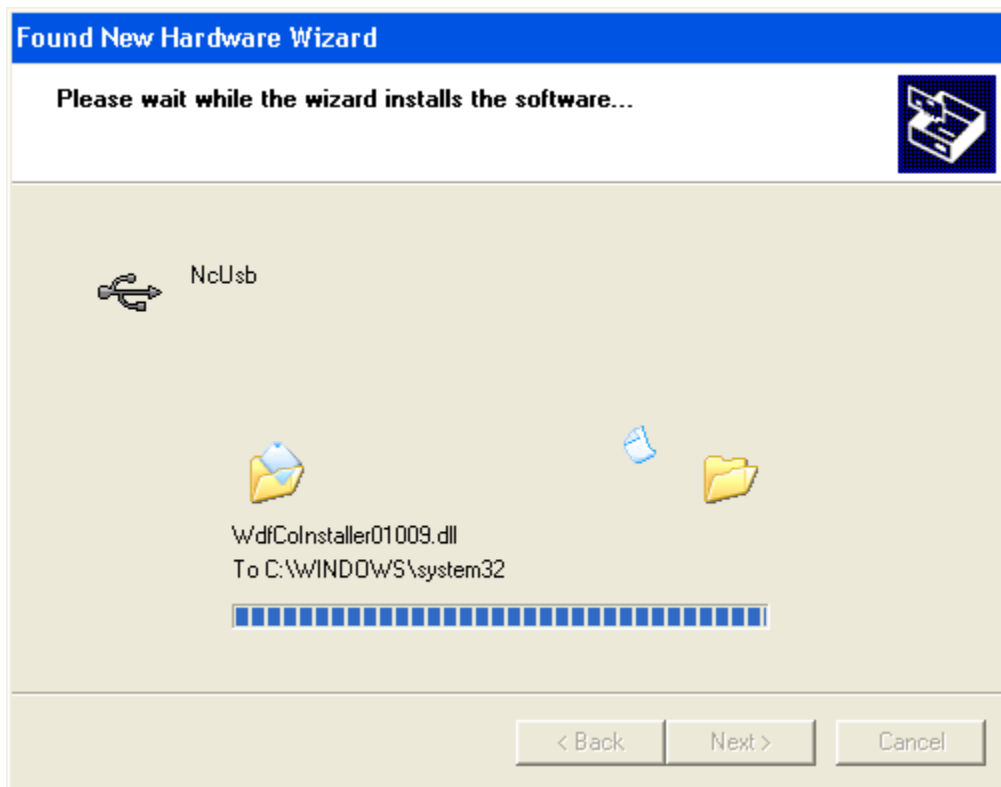 Found New Hardware Wizard
Please wait while the wizard installs the software...
NcUsb
WdfCoInstaller01009.dll
To C:\WINDOWS\system32
< Back
Next >
Cancel